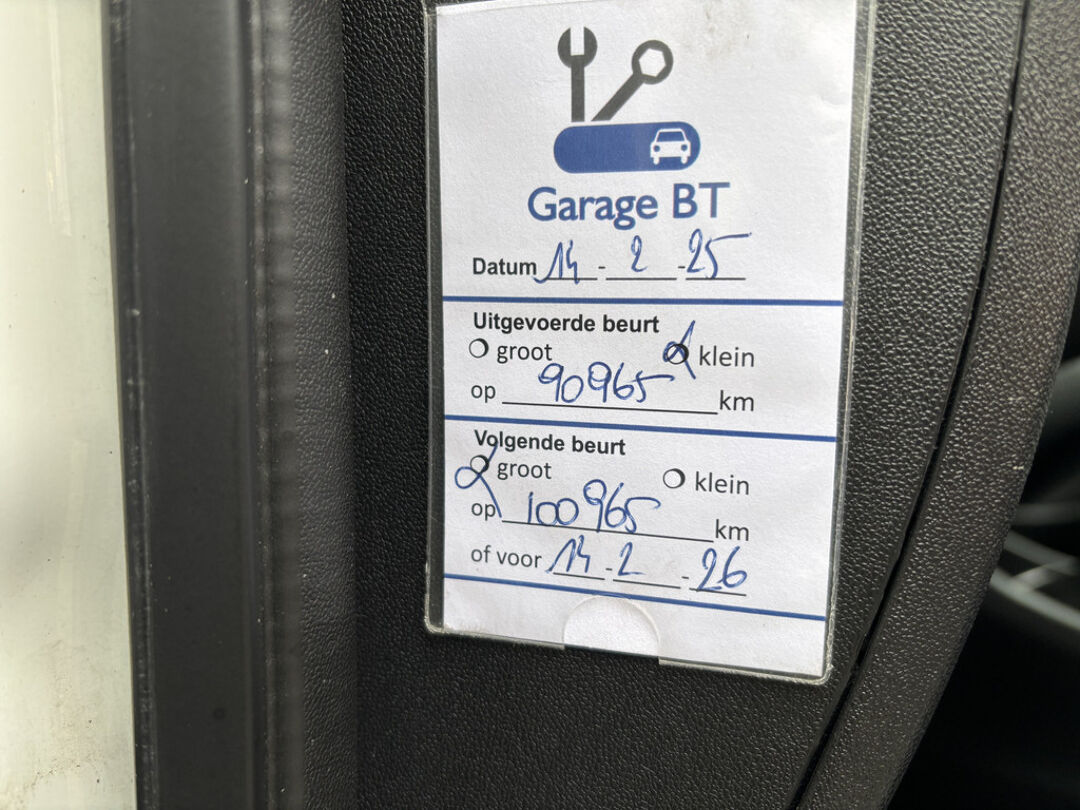 Garage BT
Datum 14 - 2 - 25
Uitgevoerde beurt
groot klein
op 90965 km
Volgende beurt
groot klein
op 100965 km
of voor 14 - 2 - 26